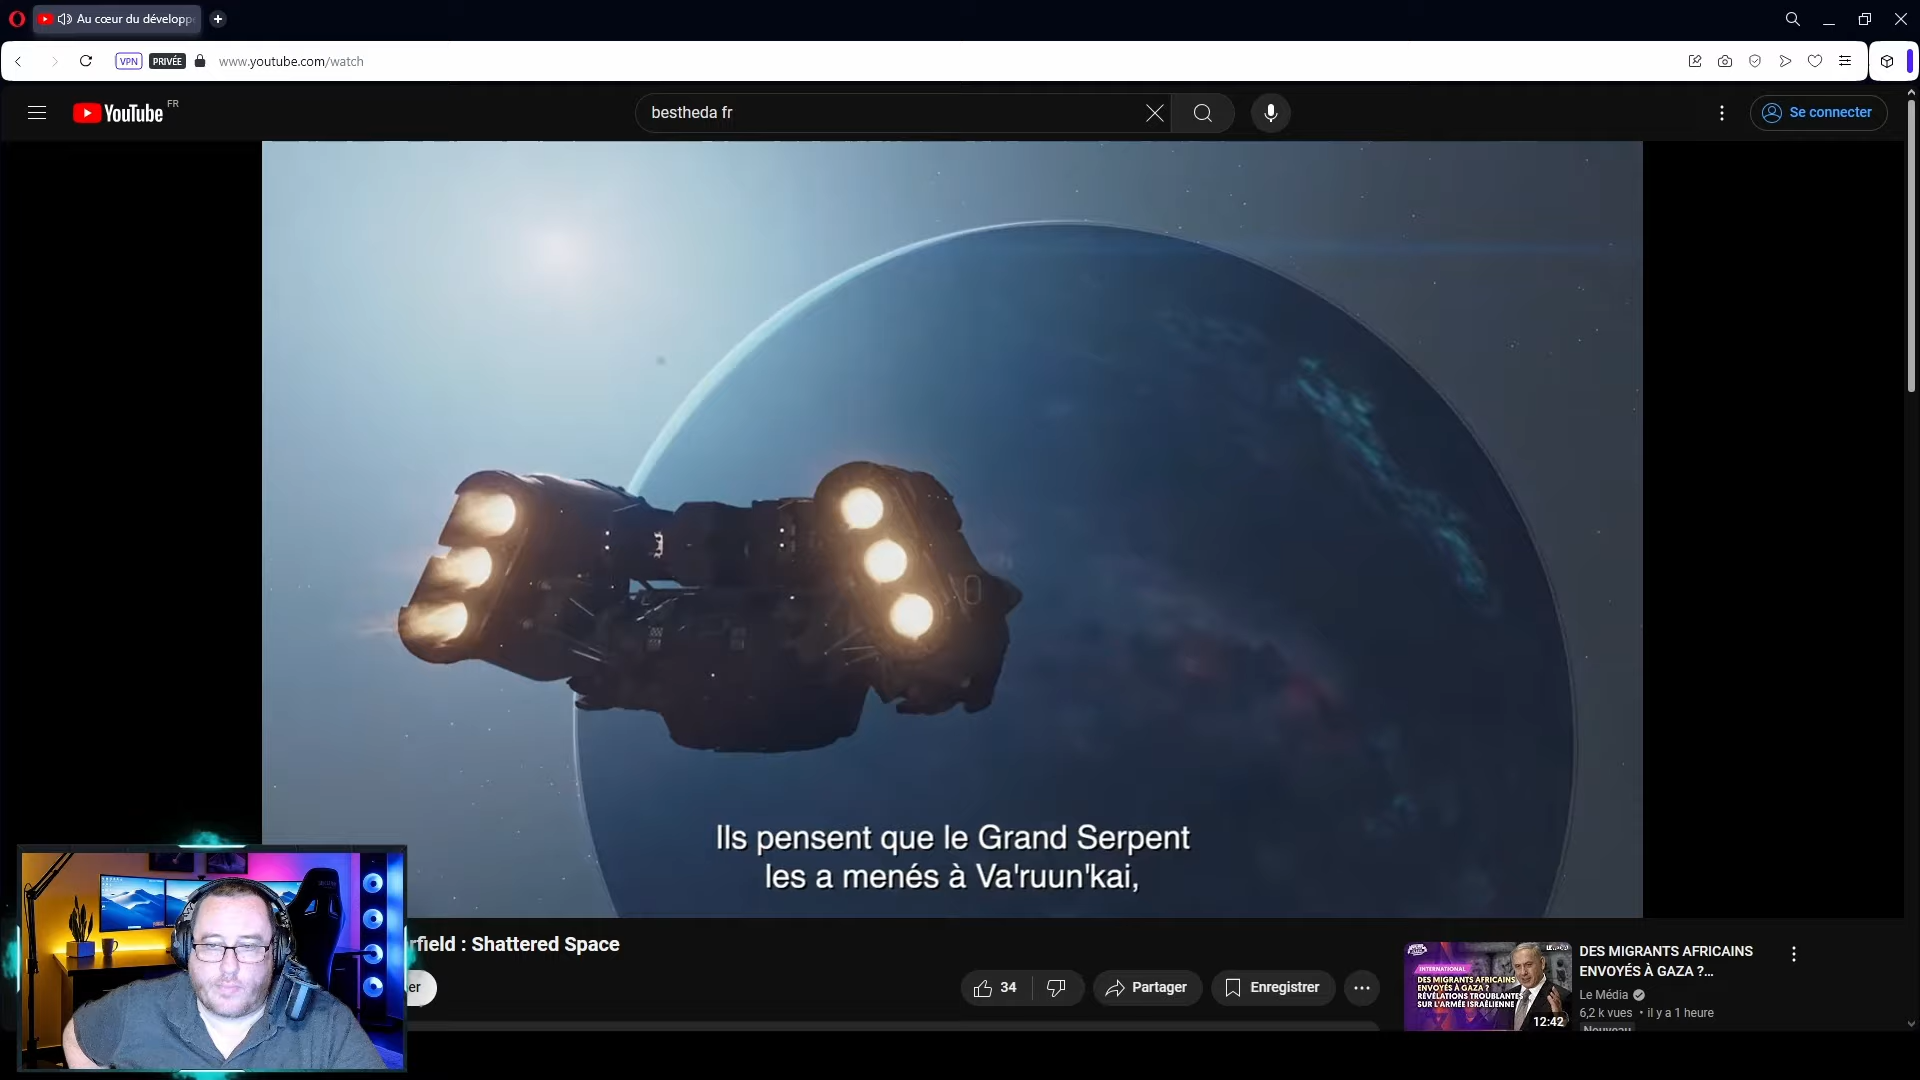 Au cœur du développ
VPN
PRIVÉE
www.youtube.com/watch
YouTube
FR
bestheda fr
Se connecter
Ils pensent que le Grand Serpent
les a menés à Va'ruun'kai,
rfield : Shattered Space
er
34
Partager
Enregistrer
INTERNATIONAL
DES MIGRANTS AFRICAINS
ENVOYÉS À GAZA ?
RÉVÉLATIONS TROUBLANTES
SUR L'ARMÉE ISRAÉLIENNE
12:42
DES MIGRANTS AFRICAINS
ENVOYÉS À GAZA ?...
Le Média
6,2 k vues • il y a 1 heure
Nouveau